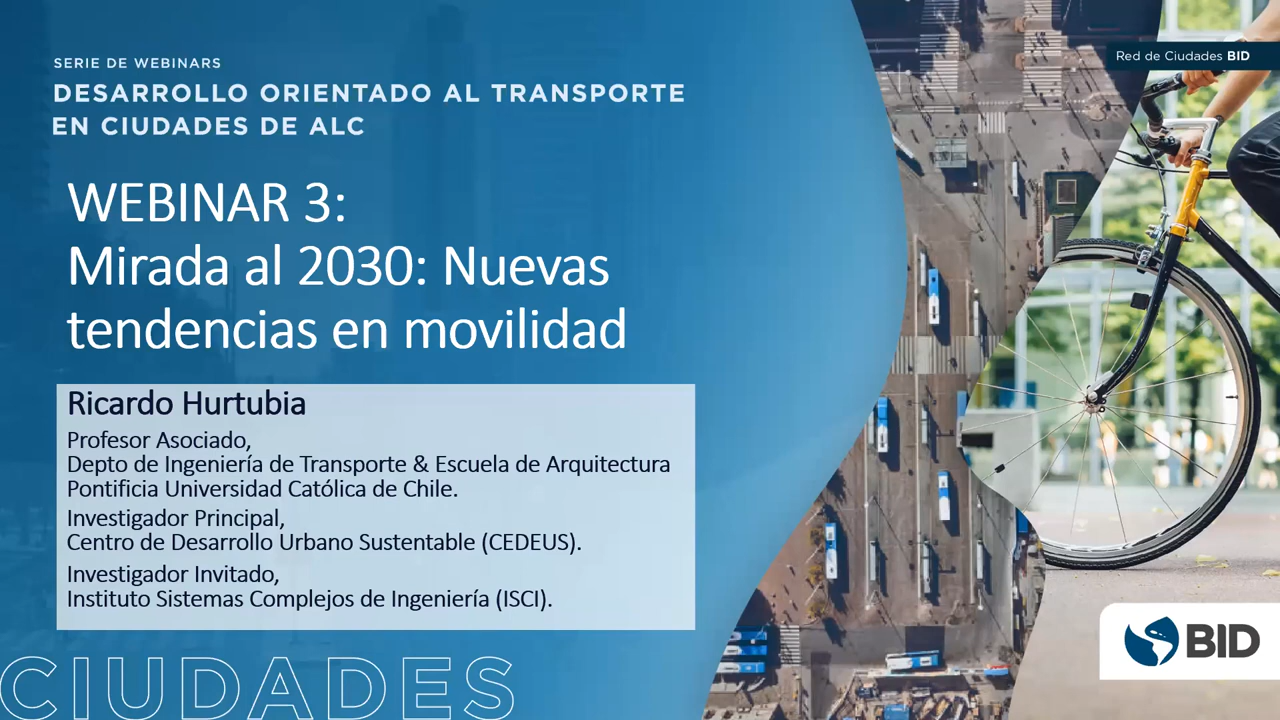 SERIE DE WEBINARS
DESARROLLO ORIENTADO AL TRANSPORTE
EN CIUDADES DE ALC
Red de Ciudades BID
WEBINAR 3:
Mirada al 2030: Nuevas
tendencias en movilidad
Ricardo Hurtubia
Profesor Asociado,
Depto de Ingeniería de Transporte & Escuela de Arquitectura
Pontificia Universidad Católica de Chile.
Investigador Principal,
Centro de Desarrollo Urbano Sustentable (CEDEUS).
Investigador Invitado,
Instituto Sistemas Complejos de Ingeniería (ISCI).
BID
CIUDADES